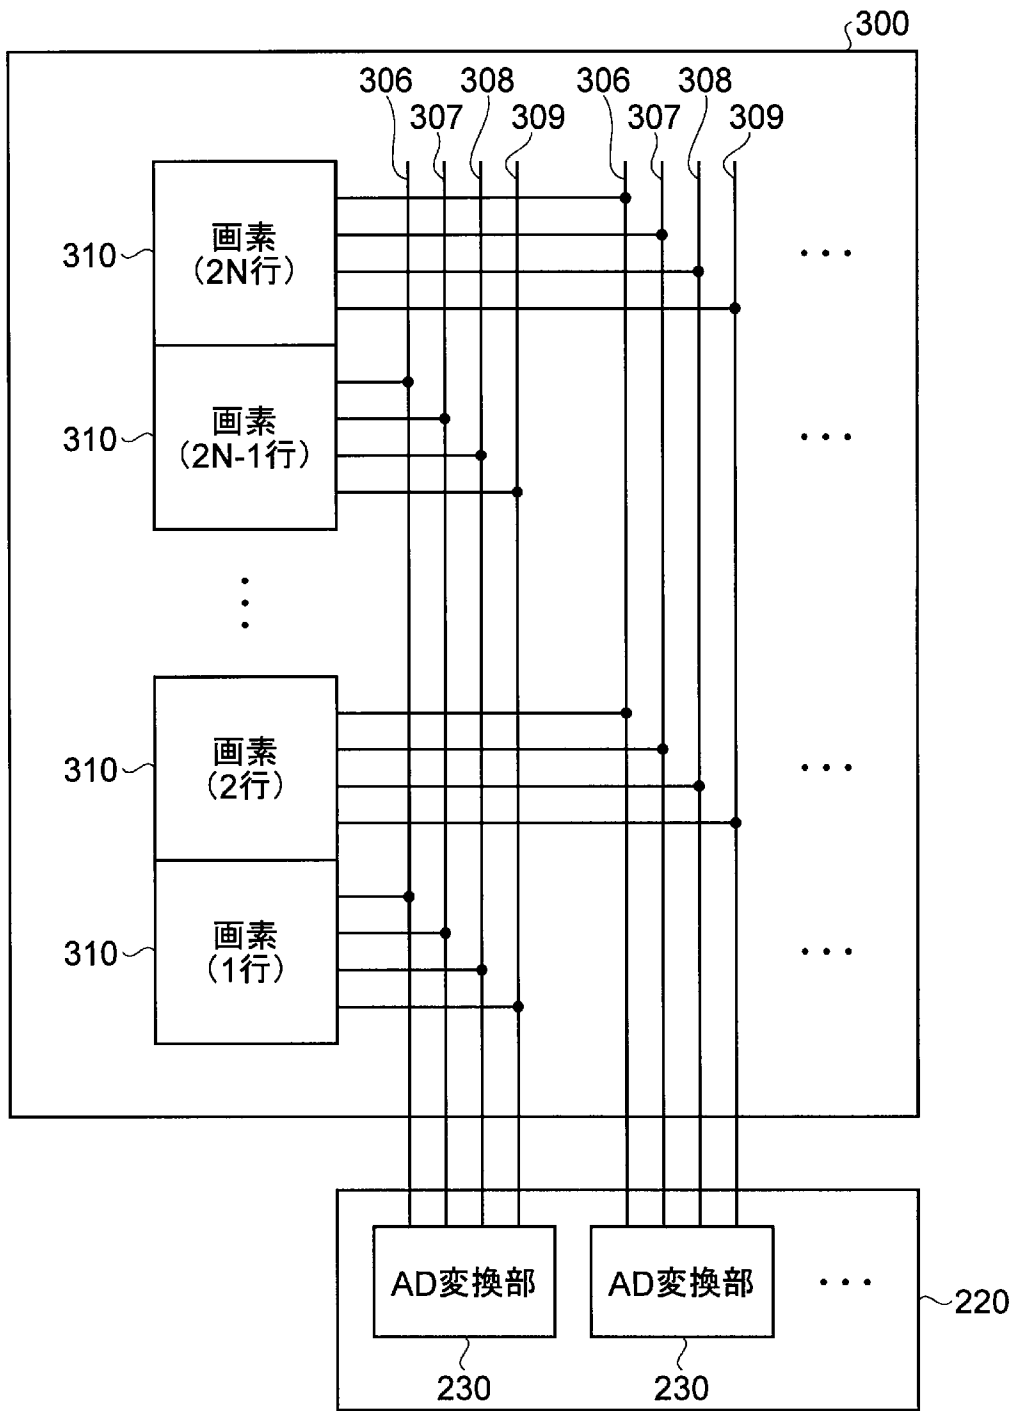 300
306 308 306 308
307 309 307 309
310
画素
(2N行)
・・・
310
画素
(2N-1行)
・・・
310
画素
(2行)
・・・
310
画素
(1行)
・・・
AD変換部 AD変換部 ・・・
220
230 230